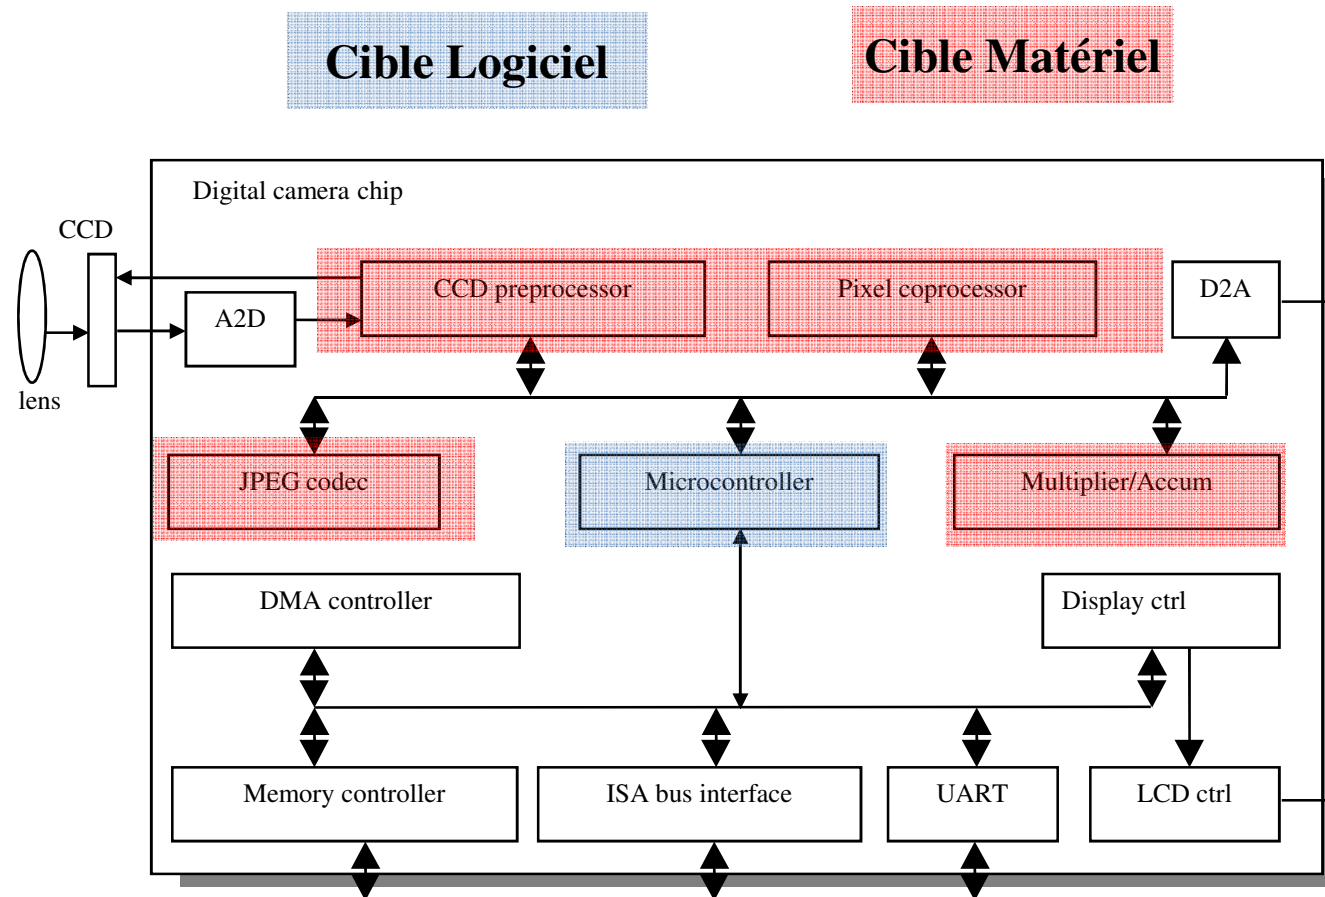 Cible Logiciel
Cible Matériel
Digital camera chip
CCD
lens
A2D
CCD preprocessor
Pixel coprocessor
D2A
JPEG codec
Microcontroller
Multiplier/Accum
DMA controller
Display ctrl
Memory controller
ISA bus interface
UART
LCD ctrl